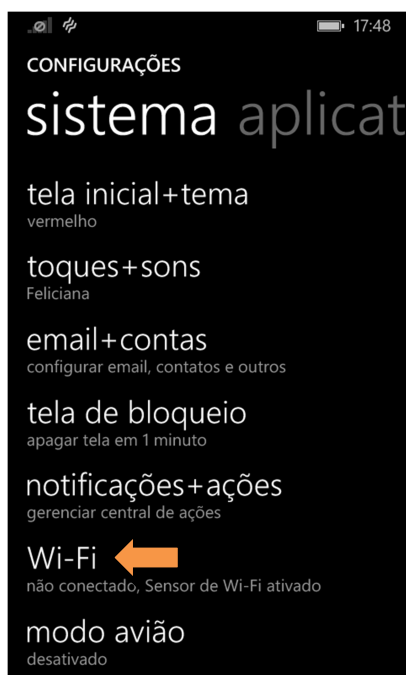 17:48
CONFIGURAÇÕES
sistema aplicat
tela inicial+tema
vermelho
toques+sons
Feliciana
email+contas
configurar email, contatos e outros
tela de bloqueio
apagar tela em 1 minuto
notificações+ações
gerenciar central de ações
Wi-Fi
não conectado, Sensor de Wi-Fi ativado
modo avião
desativado